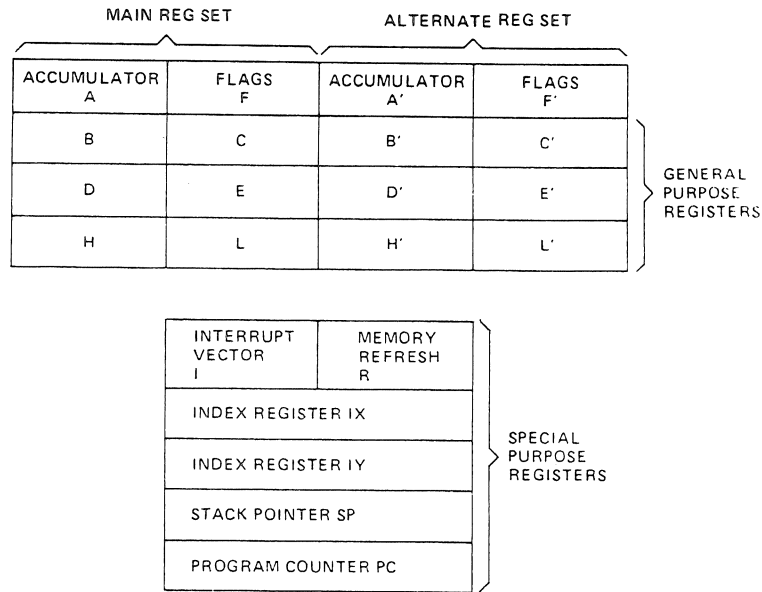 MAIN REG SET
ALTERNATE REG SET
ACCUMULATOR FLAGS ACCUMULATOR FLAGS
A F A′ F′
B C B′ C′
D E D′ E′
H L H′ L′
GENERAL
PURPOSE
REGISTERS
INTERRUPT MEMORY
VECTOR REFRESH
I R
INDEX REGISTER IX
INDEX REGISTER IY
STACK POINTER SP
PROGRAM COUNTER PC
SPECIAL
PURPOSE
REGISTERS